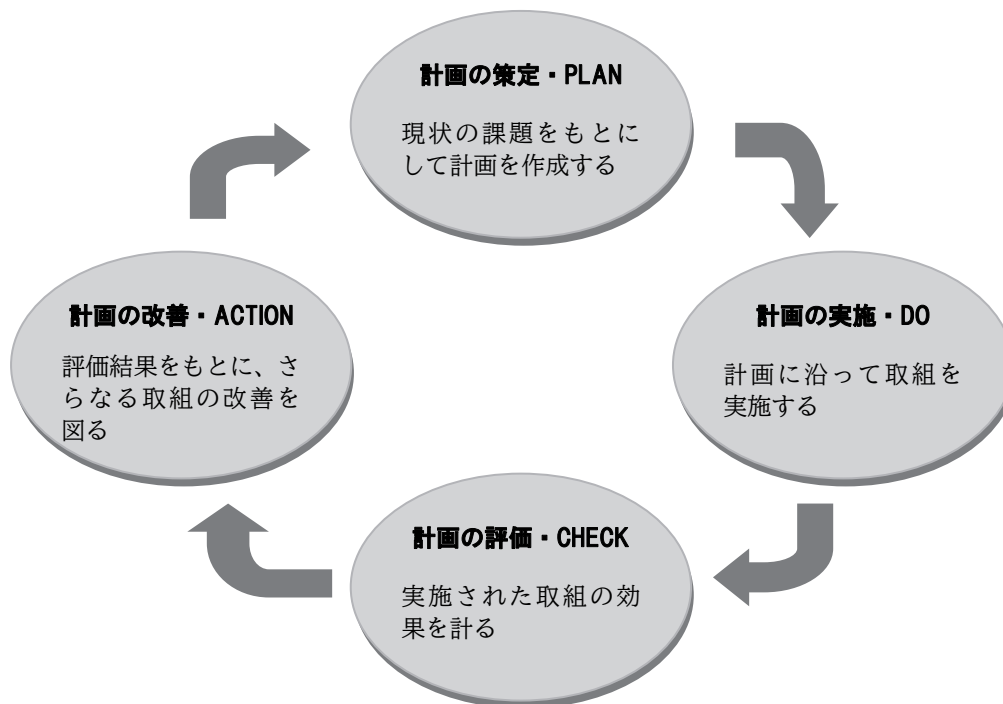 計画の策定・PLAN
現状の課題をもとに
して計画を作成する
計画の実施・DO
計画に沿って取組を
実施する
計画の評価・CHECK
実施された取組の効
果を計る
計画の改善・ACTION
評価結果をもとに、さ
らなる取組の改善を
図る